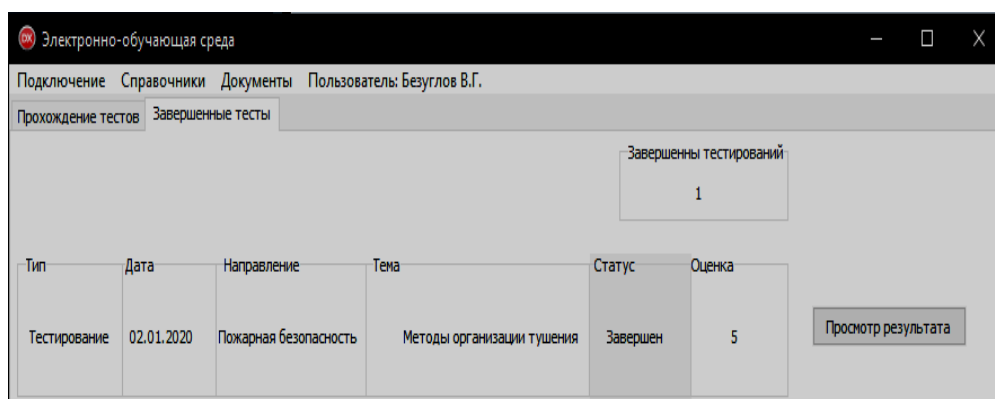 DX Электронно-обучающая среда
Подключение Справочники Документы Пользователь: Безуглов В.Г.
Прохождение тестов Завершенные тесты
Завершенны тестирований
1
Тип Дата Направление Тема Статус Оценка
Тестирование 02.01.2020 Пожарная безопасность Методы организации тушения Завершен 5
Просмотр результата